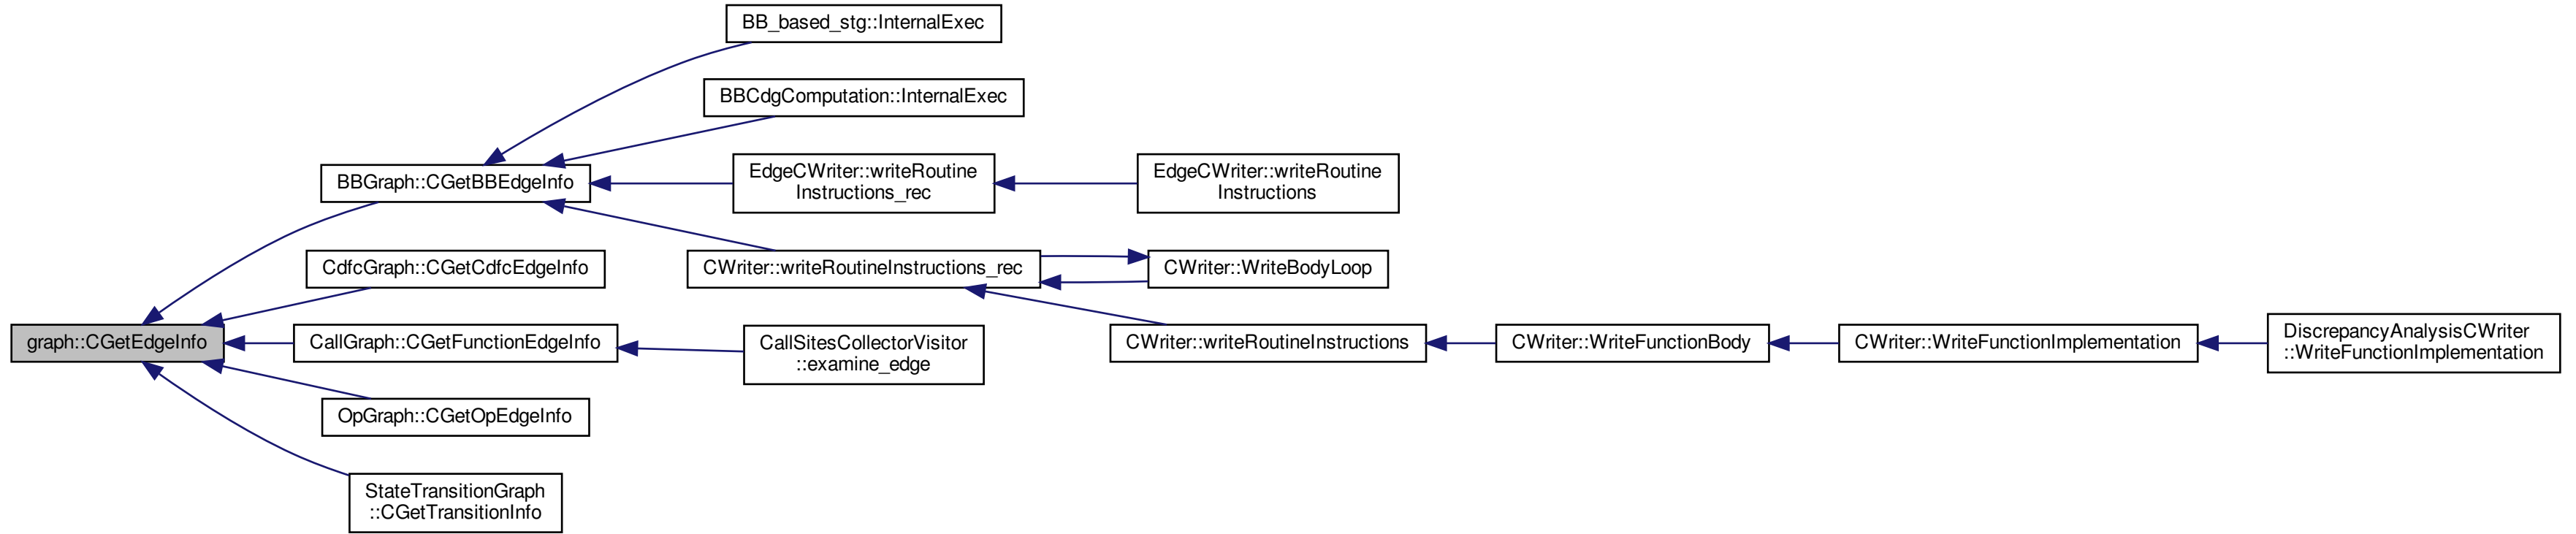 BB_based_stg::InternalExec
BBCdgComputation::InternalExec
BBGraph::CGetBBEdgeInfo
EdgeCWriter::writeRoutine
Instructions_rec
EdgeCWriter::writeRoutine
Instructions
CdfcGraph::CGetCdfcEdgeInfo
CWriter::writeRoutineInstructions_rec
CWriter::WriteBodyLoop
graph::CGetEdgeInfo
CallGraph::CGetFunctionEdgeInfo
CallSitesCollectorVisitor
::examine_edge
CWriter::writeRoutineInstructions
CWriter::WriteFunctionBody
CWriter::WriteFunctionImplementation
DiscrepancyAnalysisCWriter
::WriteFunctionImplementation
OpGraph::CGetOpEdgeInfo
StateTransitionGraph
::CGetTransitionInfo